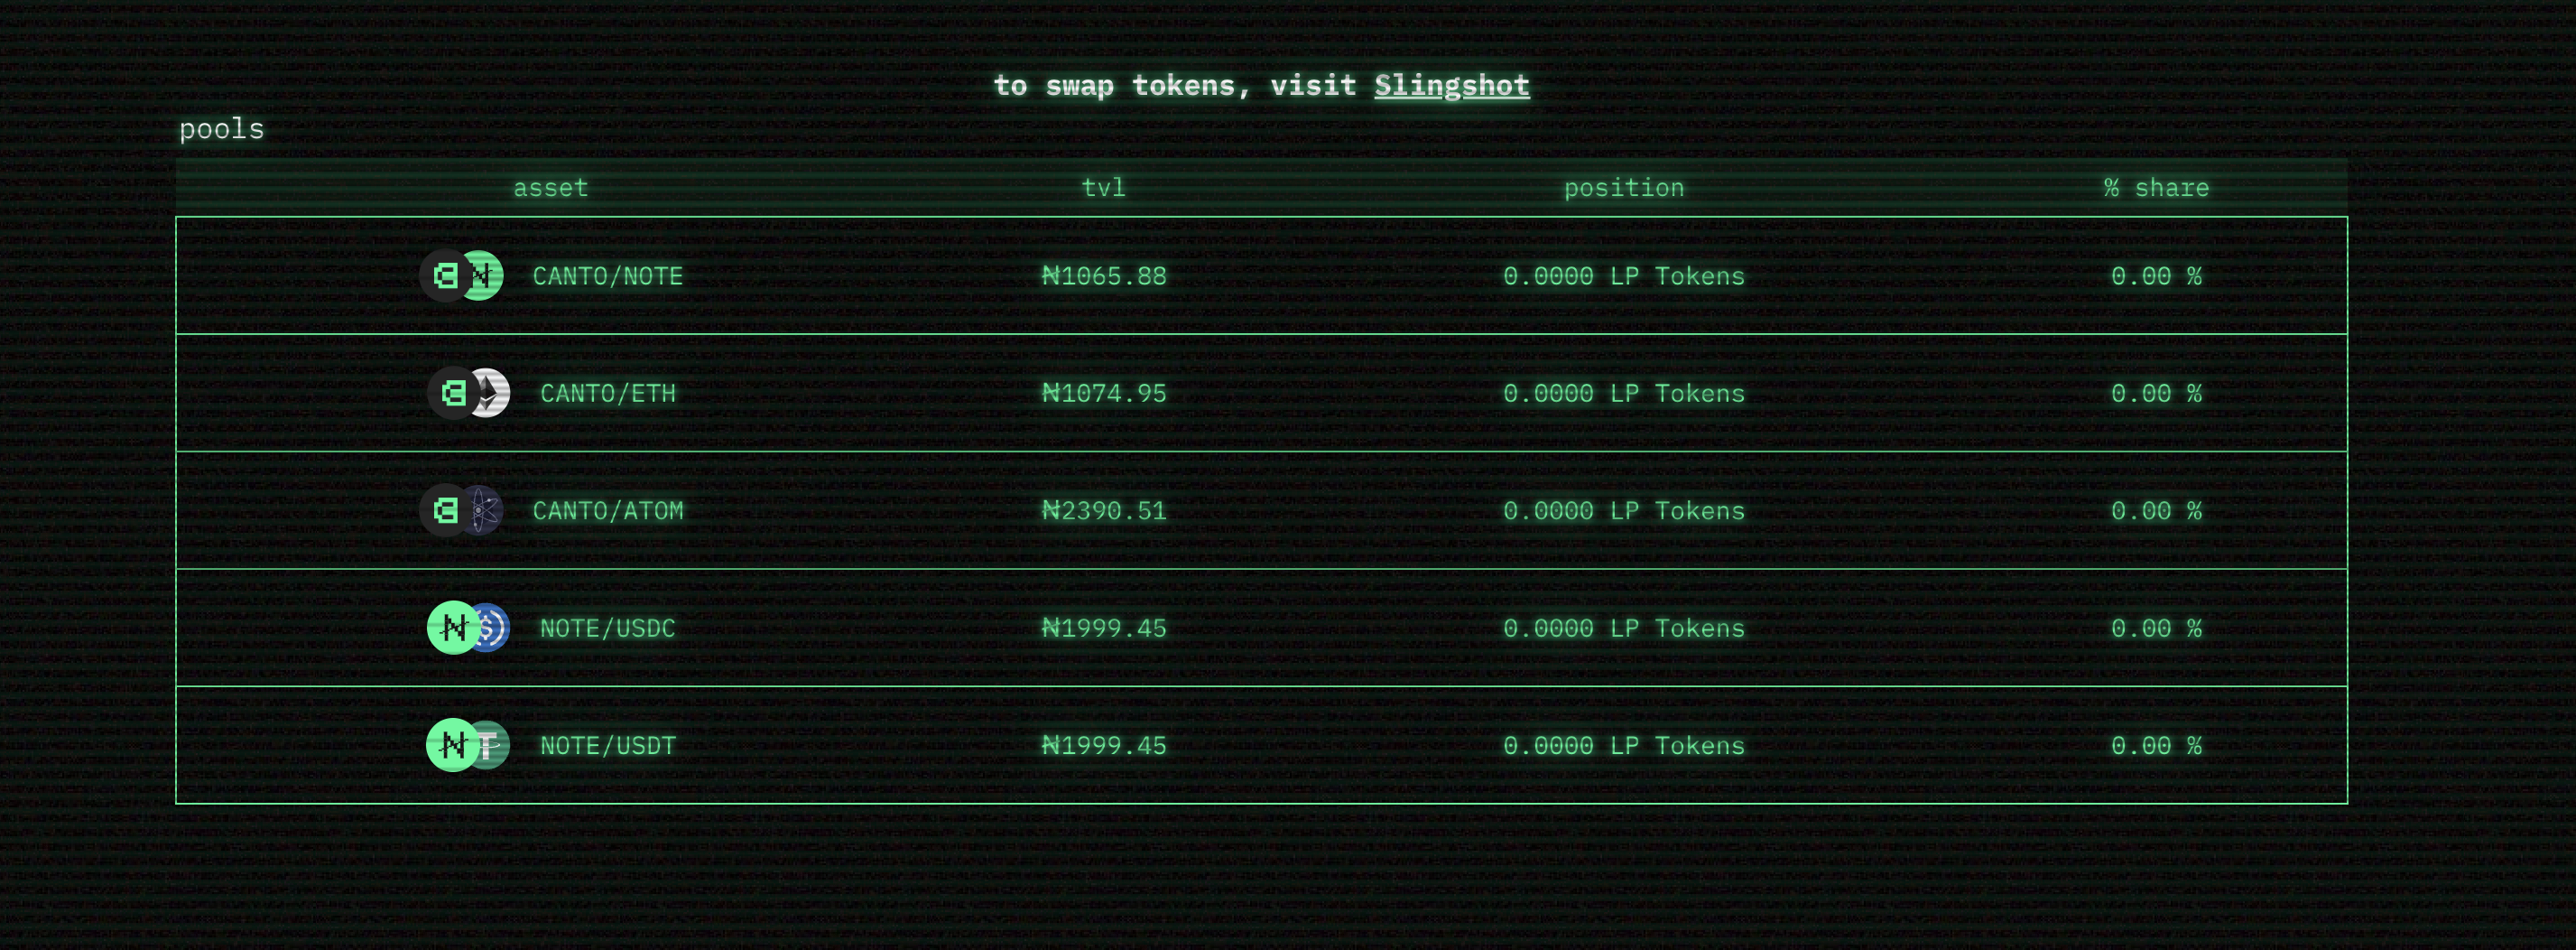 to swap tokens, visit Slingshot
pools
asset tvl position % share
CANTO/NOTE ₦1065.88 0.0000 LP Tokens 0.00 %
CANTO/ETH ₦1074.95 0.0000 LP Tokens 0.00 %
CANTO/ATOM ₦2390.51 0.0000 LP Tokens 0.00 %
NOTE/USDC ₦1999.45 0.0000 LP Tokens 0.00 %
NOTE/USDT ₦1999.45 0.0000 LP Tokens 0.00 %